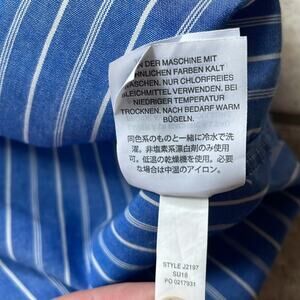 IN DER MASCHINE MIT
ÄHNLICHEN FARBEN KALT
WASCHEN. NUR CHLORFREIES
BLEICHMITTEL VERWENDEN. BEI
NIEDRIGER TEMPERATUR
TROCKNEN. NACH BEDARF WARM
BÜGELN.
同色系のものと一緒に冷水で洗
濯。非塩素系漂白剤のみ使用
可。低温の乾燥機を使用。必要
な場合は中温のアイロン。
STYLE J2197
SU18
PO 0217931